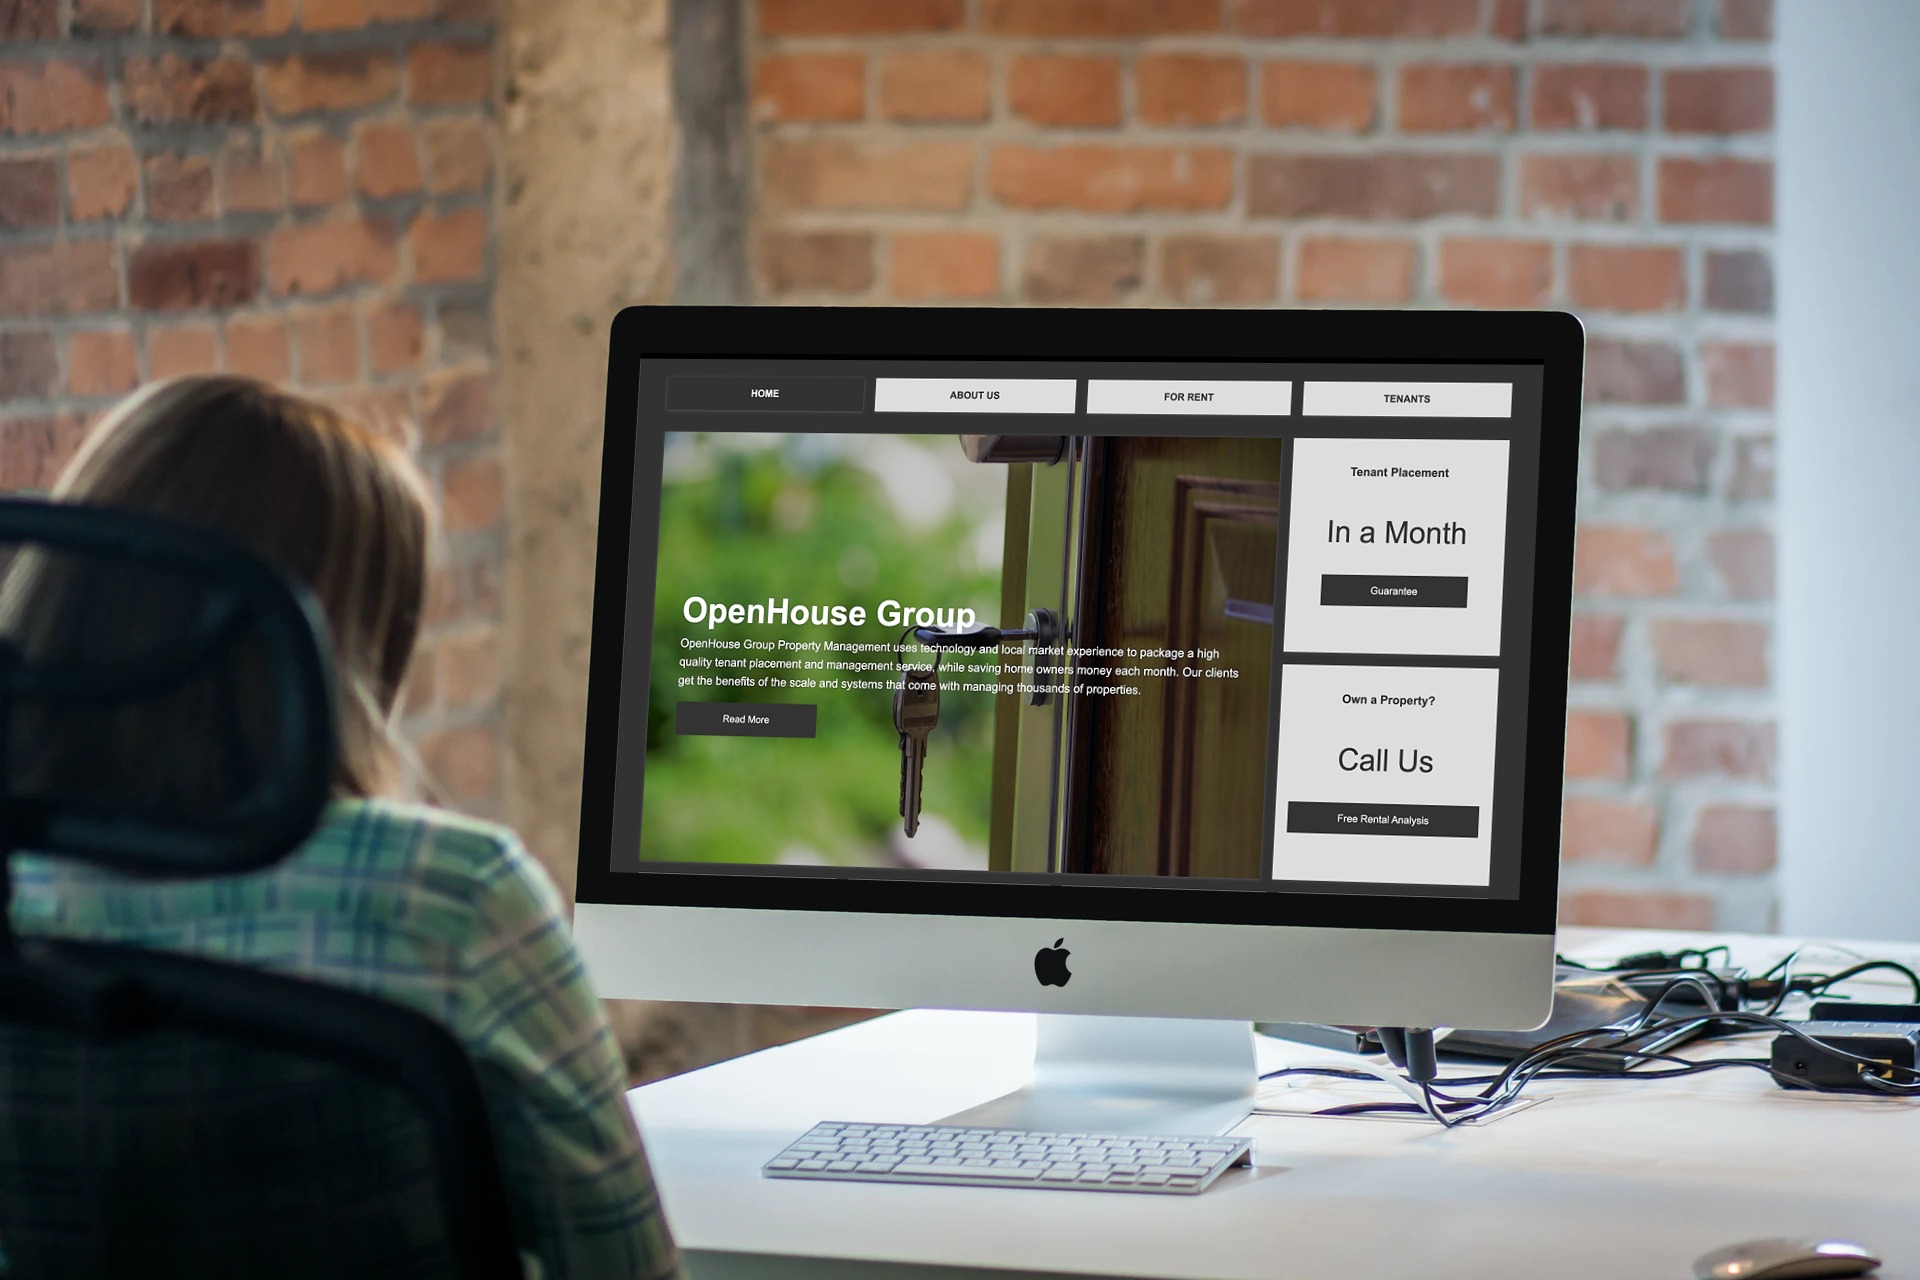 HOME
ABOUT US
FOR RENT
TENANTS
OpenHouse Group
OpenHouse Group Property Management uses technology and local market experience to package a high
quality tenant placement and management service, while saving home owners money each month. Our clients
get the benefits of the scale and systems that come with managing thousands of properties.
Read More
Tenant Placement
In a Month
Guarantee
Own a Property?
Call Us
Free Rental Analysis